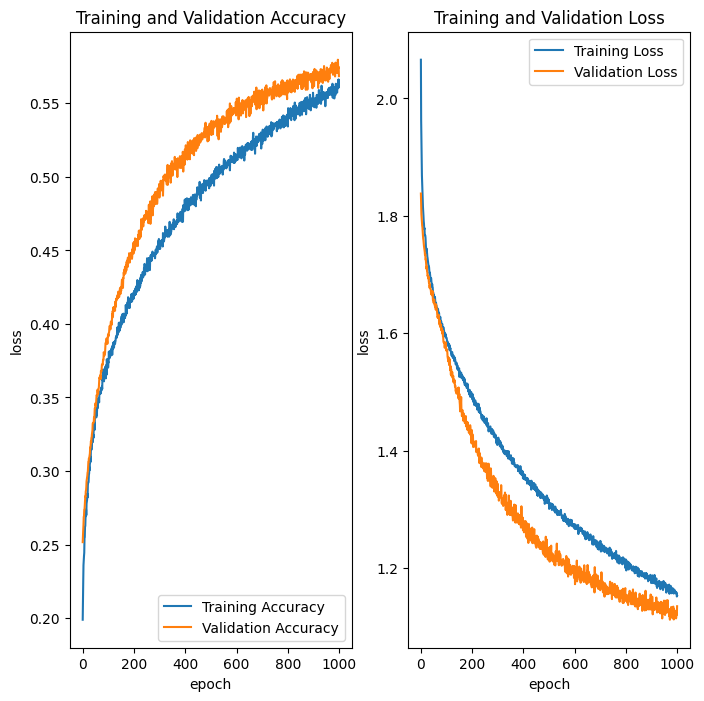 Training and Validation Accuracy
0.55
0.50
0.45
0.40
0.35
0.30
0.25
0.20
loss
Training Accuracy
Validation Accuracy
0
200
400
600
800
1000
epoch
Training and Validation Loss
Training Loss
Validation Loss
2.0
1.8
1.6
1.4
1.2
loss
0
200
400
600
800
1000
epoch